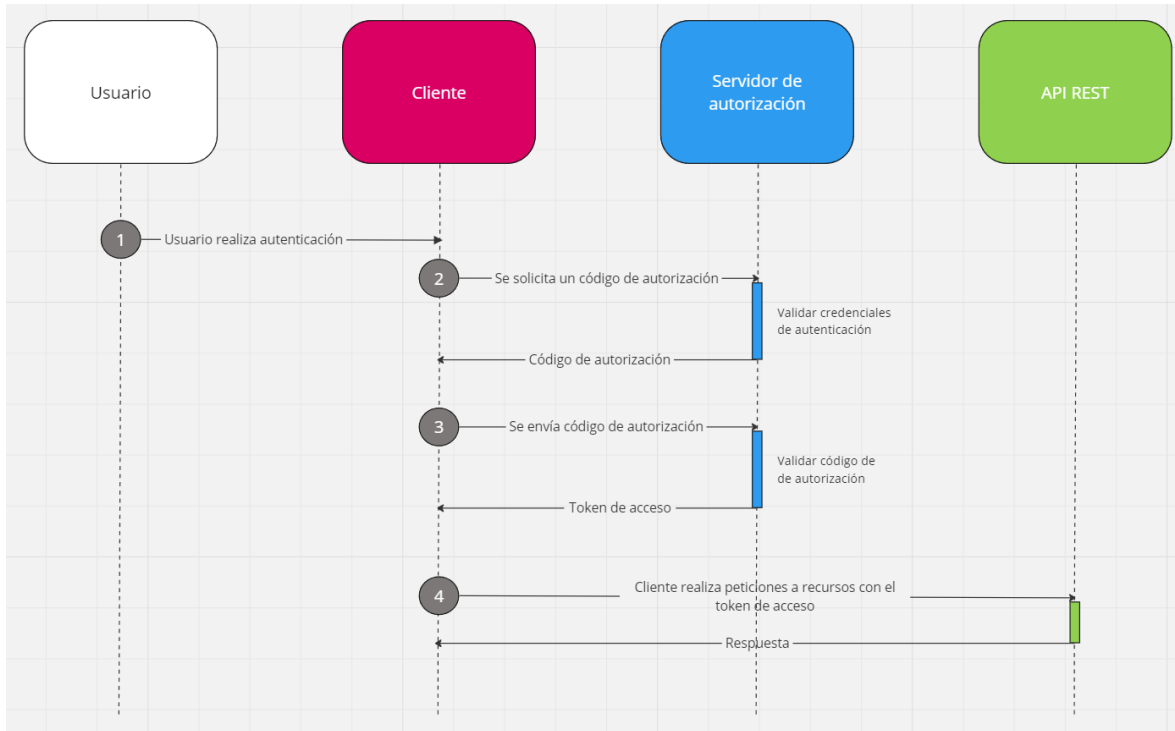 Usuario
Cliente
Servidor de
autorización
API REST
1
Usuario realiza autenticación
2
Se solicita un código de autorización
Validar credenciales
de autenticación
Código de autorización
3
Se envía código de autorización
Validar código de
de autorización
Token de acceso
4
Cliente realiza peticiones a recursos con el
token de acceso
Respuesta